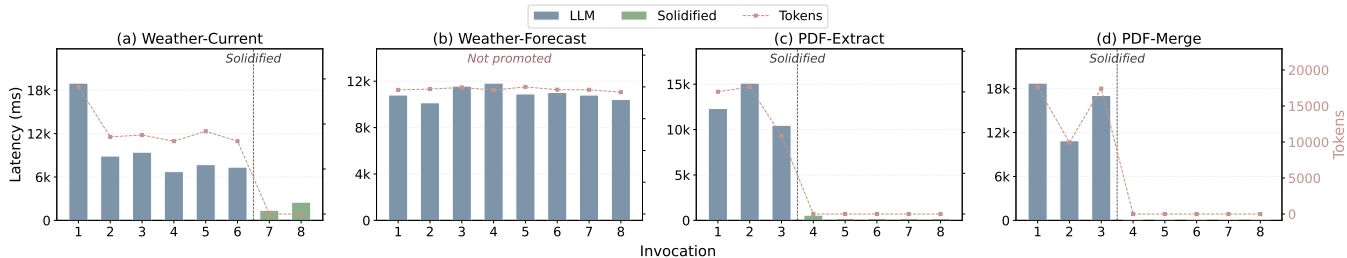 LLM Solidified Tokens
(a) Weather-Current (b) Weather-Forecast (c) PDF-Extract (d) PDF-Merge
Solidified Not promoted Solidified Solidified
Latency (ms)
18k
12k
6k
0
1 2 3 4 5 6 7 8
12k
8k
4k
0
1 2 3 4 5 6 7 8
15k
10k
5k
0
1 2 3 4 5 6 7 8
18k
12k
6k
0
1 2 3 4 5 6 7 8
20000
15000
10000
5000
0
Tokens
Invocation